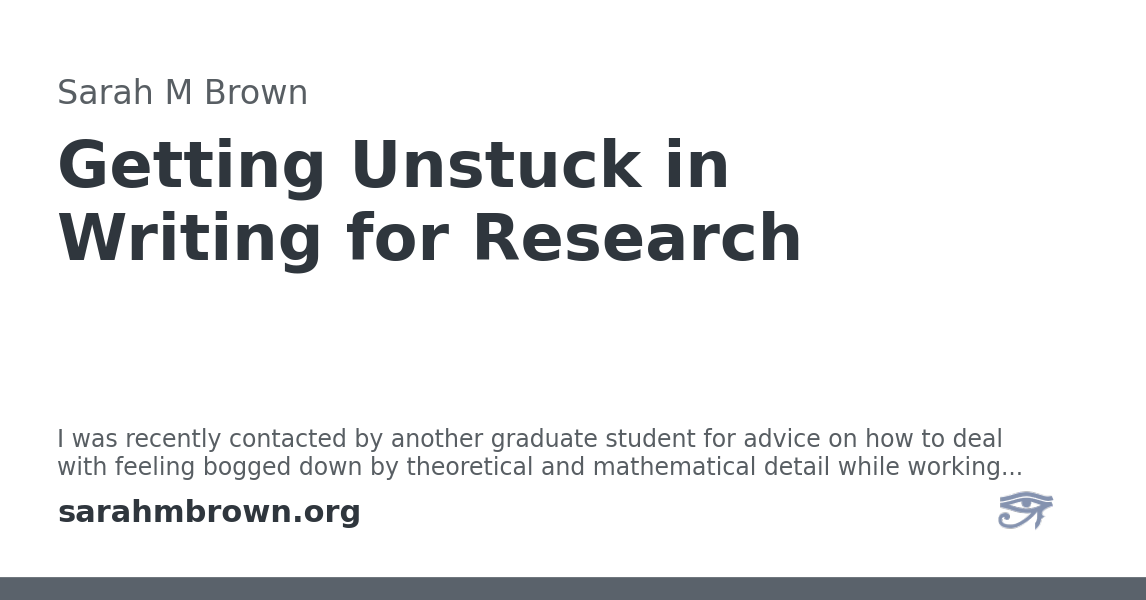 Sarah M Brown
Getting Unstuck in
Writing for Research
I was recently contacted by another graduate student for advice on how to deal
with feeling bogged down by theoretical and mathematical detail while working...
sarahmbrown.org